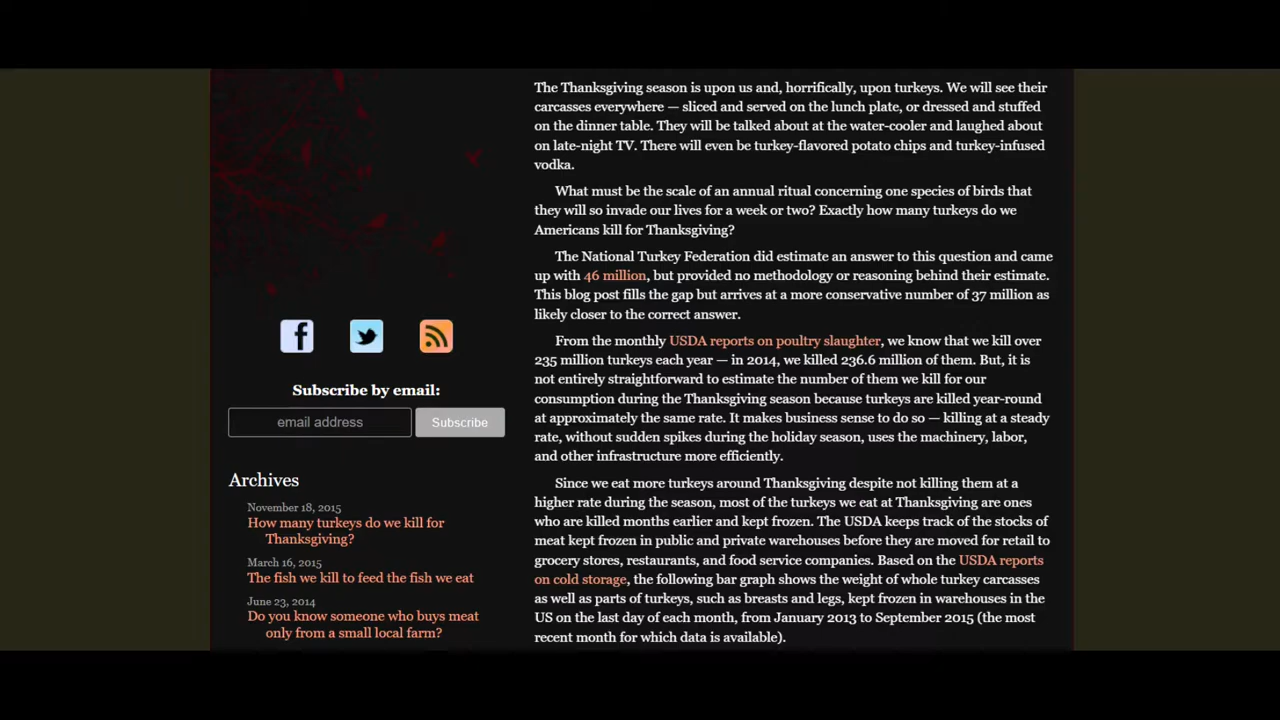 The Thanksgiving season is upon us and, horrifically, upon turkeys. We will see their
carcasses everywhere — sliced and served on the lunch plate, or dressed and stuffed
on the dinner table. They will be talked about at the water-cooler and laughed about
on late-night TV. There will even be turkey-flavored potato chips and turkey-infused
vodka.
What must be the scale of an annual ritual concerning one species of birds that
they will so invade our lives for a week or two? Exactly how many turkeys do we
Americans kill for Thanksgiving?
The National Turkey Federation did estimate an answer to this question and came
up with 46 million, but provided no methodology or reasoning behind their estimate.
This blog post fills the gap but arrives at a more conservative number of 37 million as
likely closer to the correct answer.
From the monthly USDA reports on poultry slaughter, we know that we kill over
235 million turkeys each year — in 2014, we killed 236.6 million of them. But, it is
not entirely straightforward to estimate the number of them we kill for our
consumption during the Thanksgiving season because turkeys are killed year-round
at approximately the same rate. It makes business sense to do so — killing at a steady
rate, without sudden spikes during the holiday season, uses the machinery, labor,
and other infrastructure more efficiently.
Since we eat more turkeys around Thanksgiving despite not killing them at a
higher rate during the season, most of the turkeys we eat at Thanksgiving are ones
who are killed months earlier and kept frozen. The USDA keeps track of the stocks of
meat kept frozen in public and private warehouses before they are moved for retail to
grocery stores, restaurants, and food service companies. Based on the USDA reports
on cold storage, the following bar graph shows the weight of whole turkey carcasses
as well as parts of turkeys, such as breasts and legs, kept frozen in warehouses in the
US on the last day of each month, from January 2013 to September 2015 (the most
recent month for which data is available).
Subscribe by email:
email address
Subscribe
Archives
November 18, 2015
How many turkeys do we kill for
Thanksgiving?
March 16, 2015
The fish we kill to feed the fish we eat
June 23, 2014
Do you know someone who buys meat
only from a small local farm?